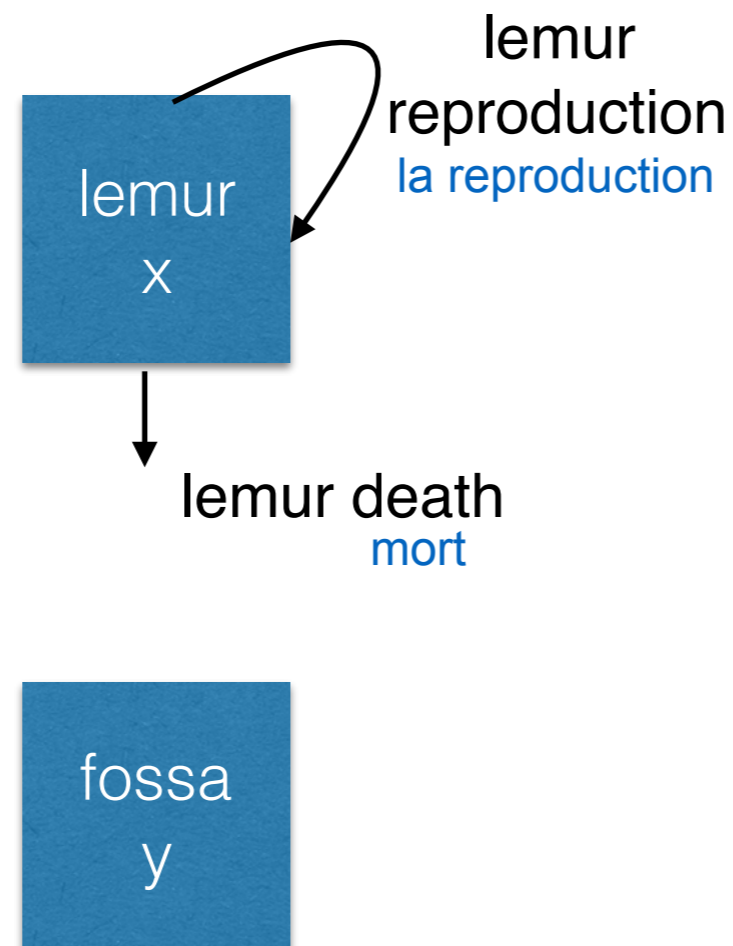 lemur
reproduction
la reproduction
lemur
x
lemur death
mort
fossa
y